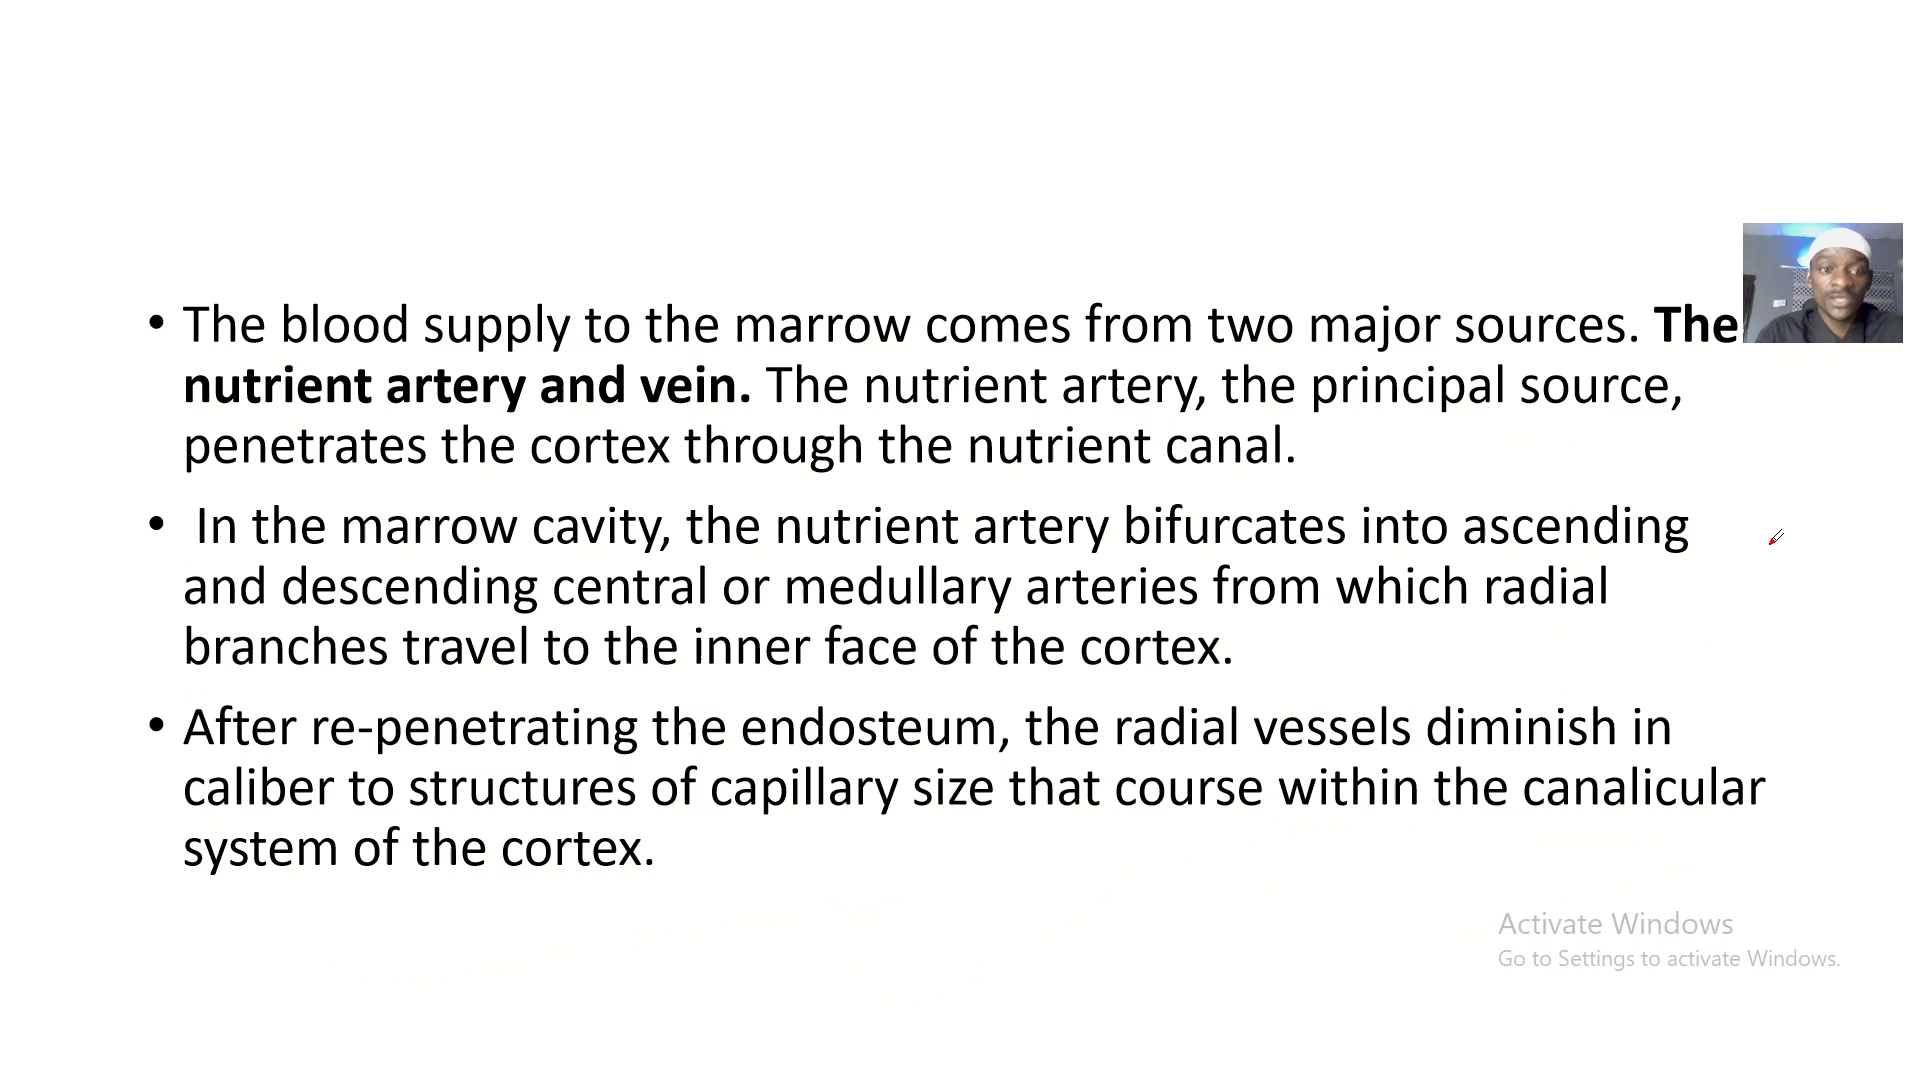 • The blood supply to the marrow comes from two major sources. The
nutrient artery and vein. The nutrient artery, the principal source,
penetrates the cortex through the nutrient canal.
• In the marrow cavity, the nutrient artery bifurcates into ascending
and descending central or medullary arteries from which radial
branches travel to the inner face of the cortex.
• After re-penetrating the endosteum, the radial vessels diminish in
caliber to structures of capillary size that course within the canalicular
system of the cortex.
Activate Windows
Go to Settings to activate Windows.